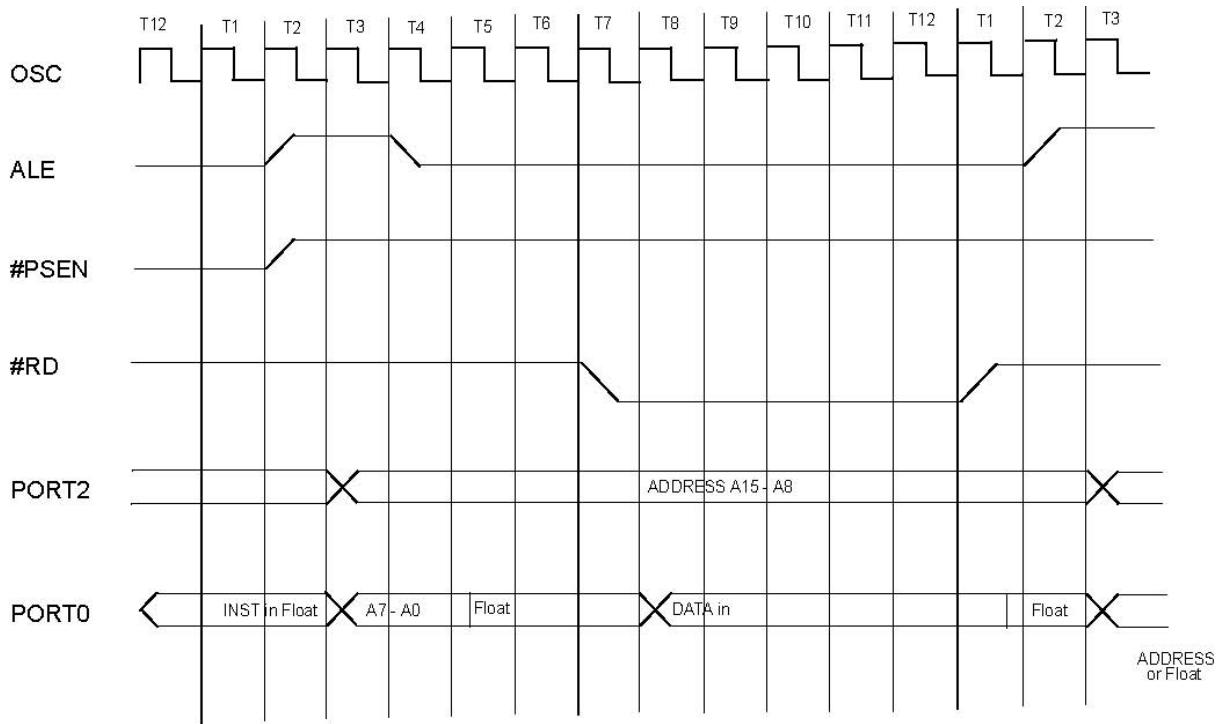 T12 T1 T2 T3 T4 T5 T6 T7 T8 T9 T10 T11 T12 T1 T2 T3
OSC
ALE
#PSEN
#RD
PORT2 ADDRESS A15 - A8
PORT0 INST in Float A7 - A0 Float DATA in Float
ADDRESS
or Float